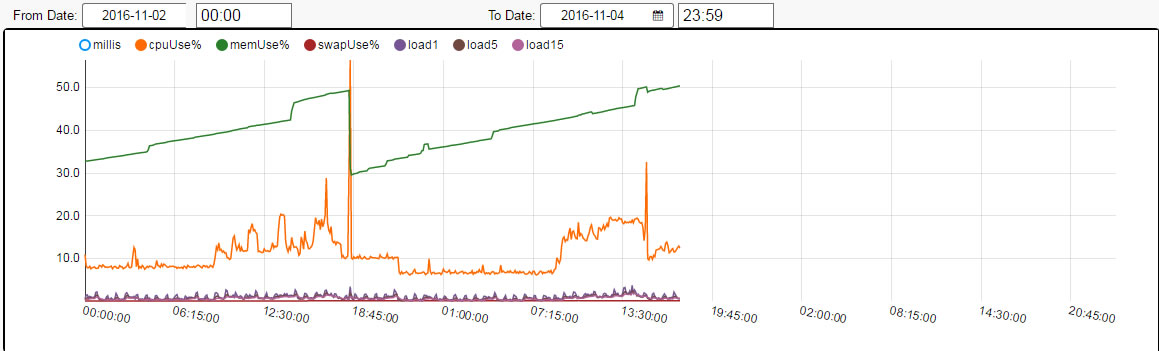 From Date: 2016-11-02 00:00 To Date: 2016-11-04 23:59
millis cpuUse% memUse% swapUse% load1 load5 load15
50.0
40.0
30.0
20.0
10.0
00:00:00 06:15:00 12:30:00 18:45:00 01:00:00 07:15:00 13:30:00 19:45:00 02:00:00 08:15:00 14:30:00 20:45:00